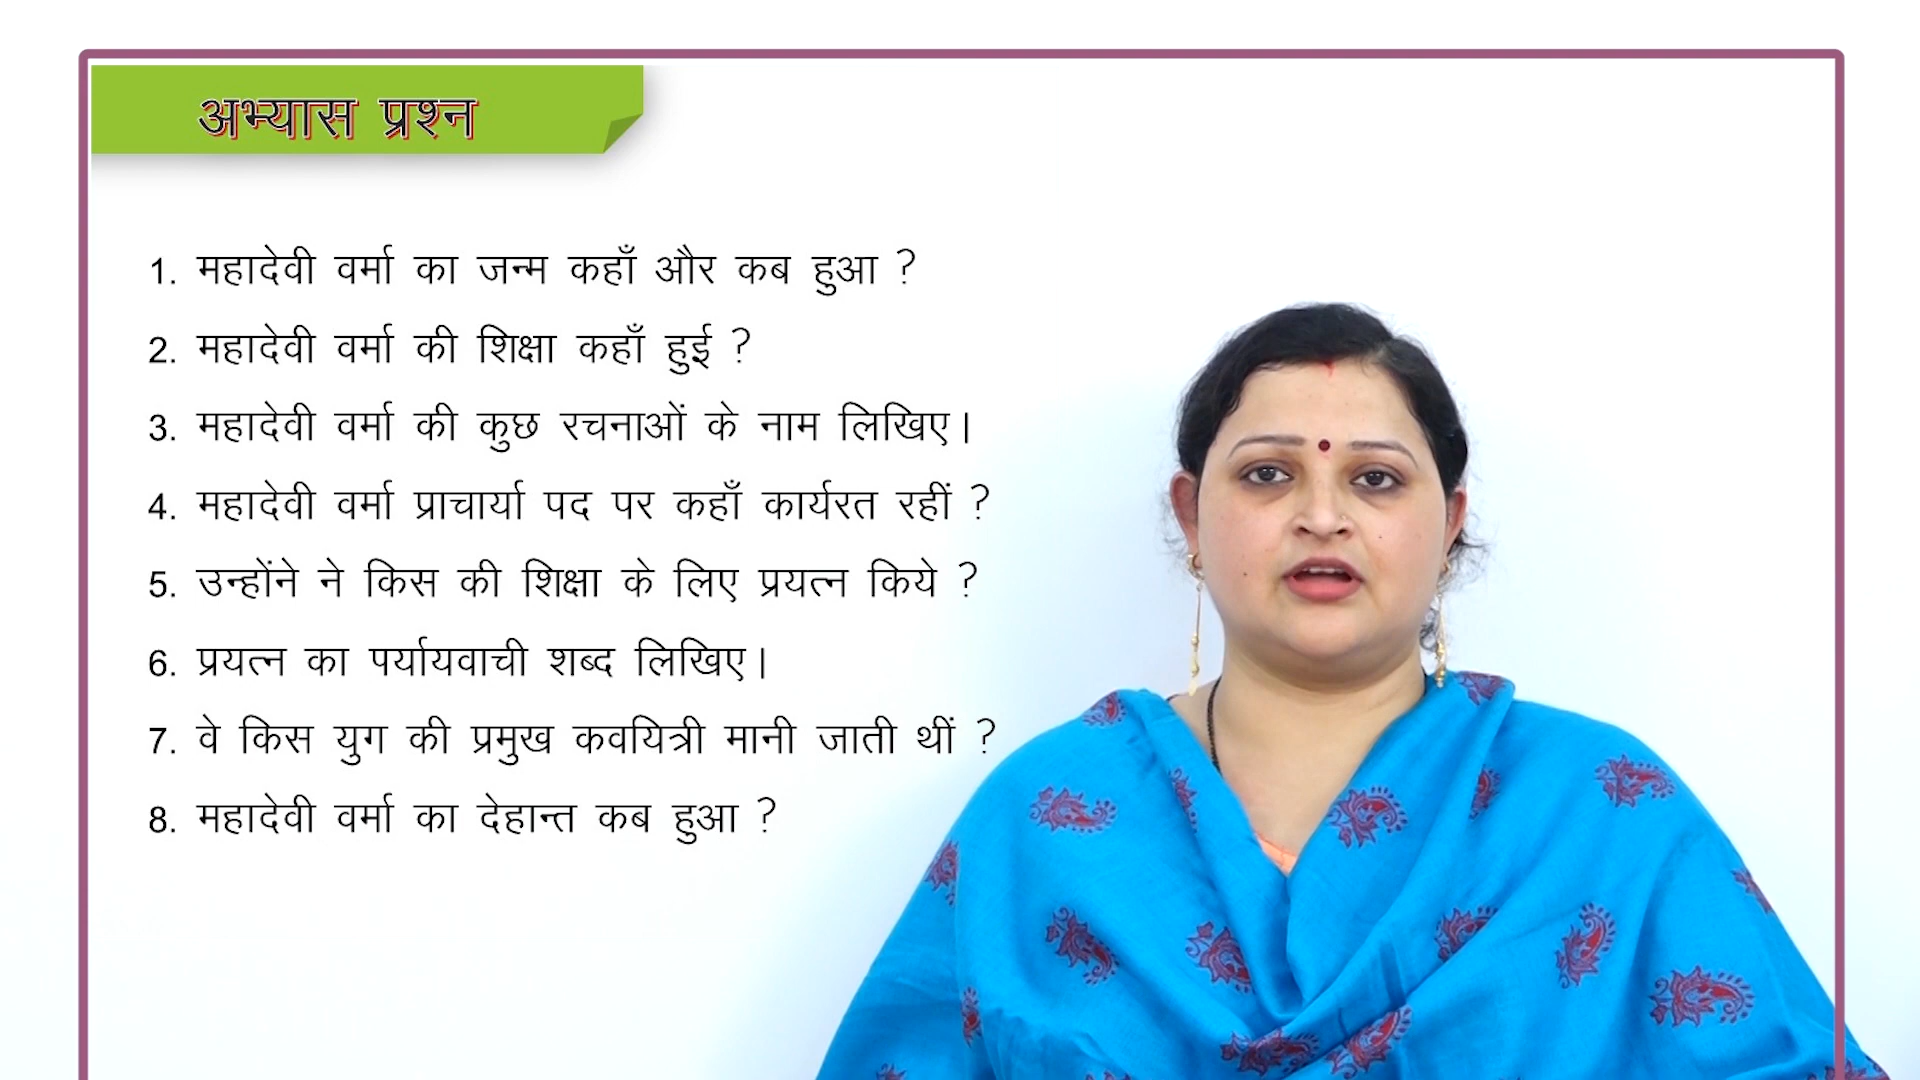 अभ्यास प्रश्न
1. महादेवी वर्मा का जन्म कहाँ और कब हुआ ?
2. महादेवी वर्मा की शिक्षा कहाँ हुई ?
3. महादेवी वर्मा की कुछ रचनाओं के नाम लिखिए।
4. महादेवी वर्मा प्राचार्या पद पर कहाँ कार्यरत रहीं ?
5. उन्होंने ने किस की शिक्षा के लिए प्रयत्न किये ?
6. प्रयत्न का पर्यायवाची शब्द लिखिए।
7. वे किस युग की प्रमुख कवयित्री मानी जाती थीं ?
8. महादेवी वर्मा का देहान्त कब हुआ ?